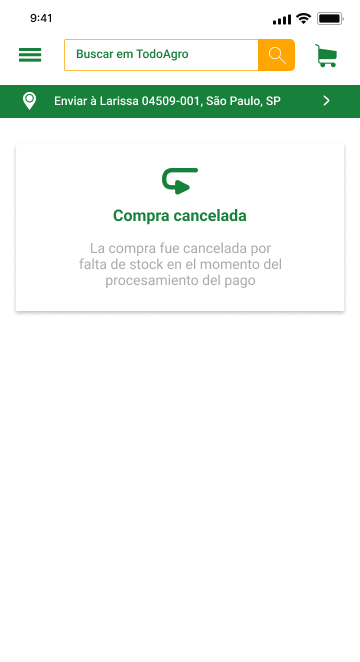 9:41
Buscar em TodoAgro
Enviar à Larissa 04509-001, São Paulo, SP
Compra cancelada
La compra fue cancelada por
falta de stock en el momento del
procesamiento del pago